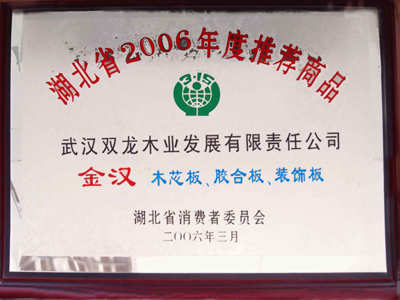 湖北省2006年度推荐商品
3·15
武汉双龙木业发展有限责任公司
金汉 木芯板、胶合板、装饰板
湖北省消费者委员会
二〇〇六年三月